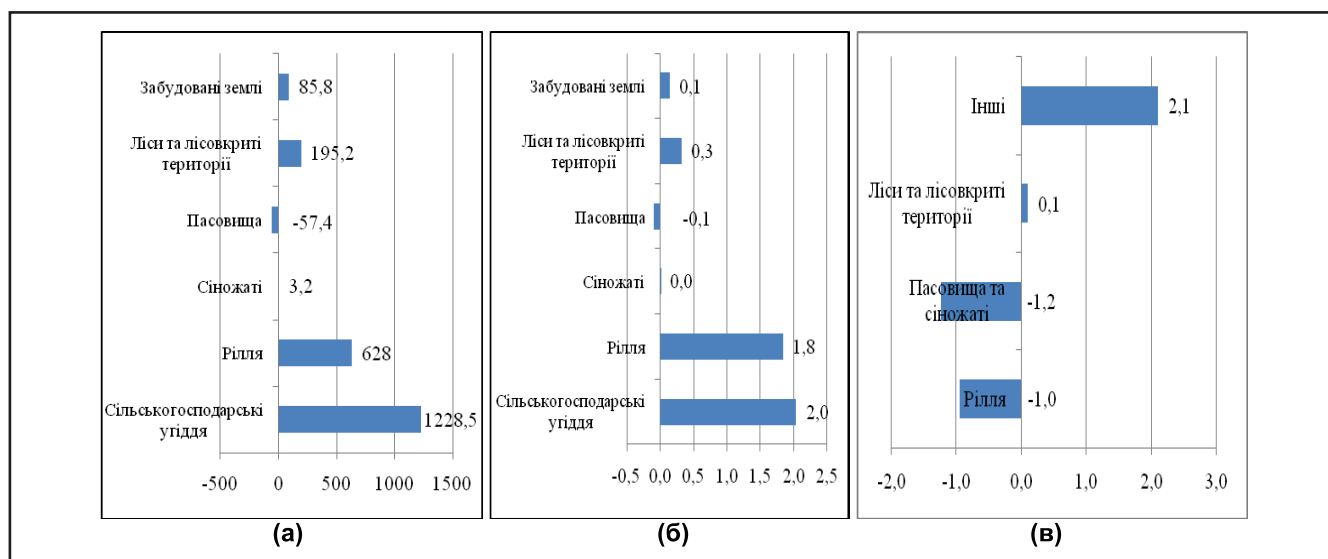 Забудовані землі
85,8
Ліси та лісовкриті
території
195,2
Пасовища
-57,4
Сіножаті
3,2
Рілля
628
Сільськогосподарські
угіддя
1228,5
-500 0 500 1000 1500
(а)
Забудовані землі
0,1
Ліси та лісовкриті
території
0,3
Пасовища
-0,1
Сіножаті
0,0
Рілля
1,8
Сільськогосподарські
угіддя
2,0
-0,5 0,0 0,5 1,0 1,5 2,0 2,5
(б)
Інші
2,1
Ліси та лісовкриті
території
0,1
Пасовища та
сіножаті
-1,2
Рілля
-1,0
-2,0 -1,0 0,0 1,0 2,0 3,0
(в)